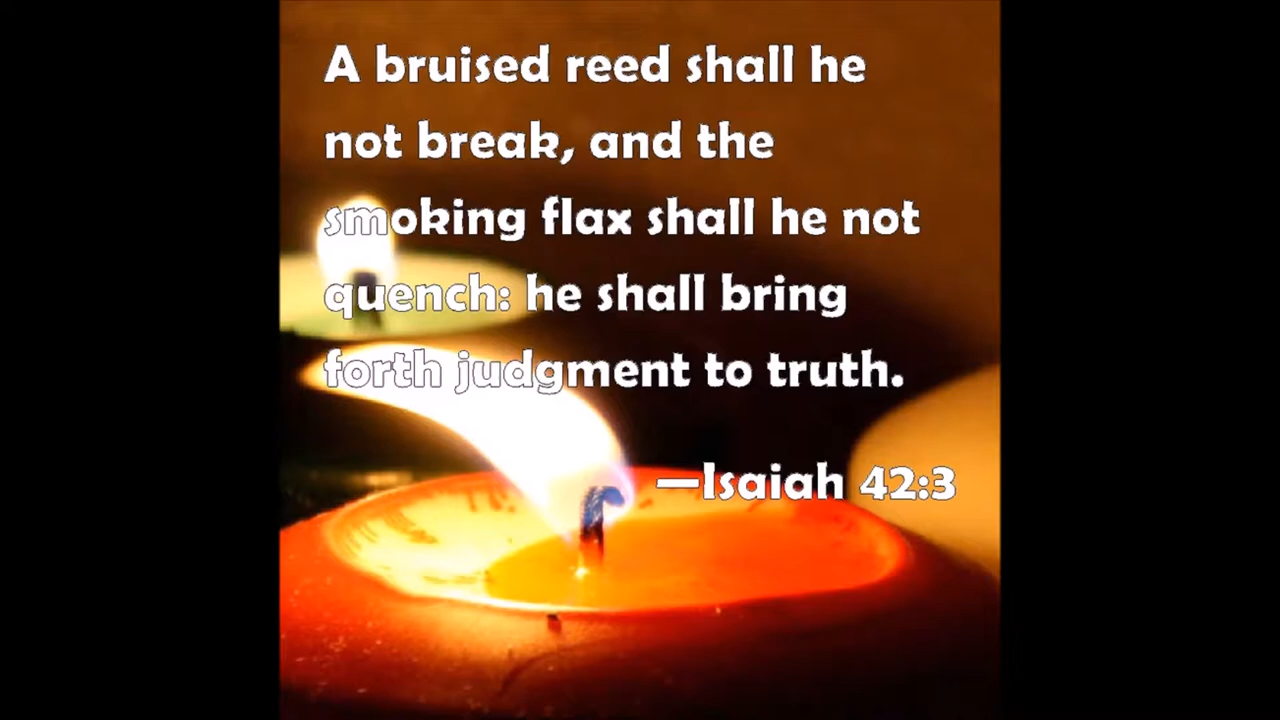 A bruised reed shall he
not break, and the
smoking flax shall he not
quench: he shall bring
forth judgment to truth.
—Isaiah 42:3